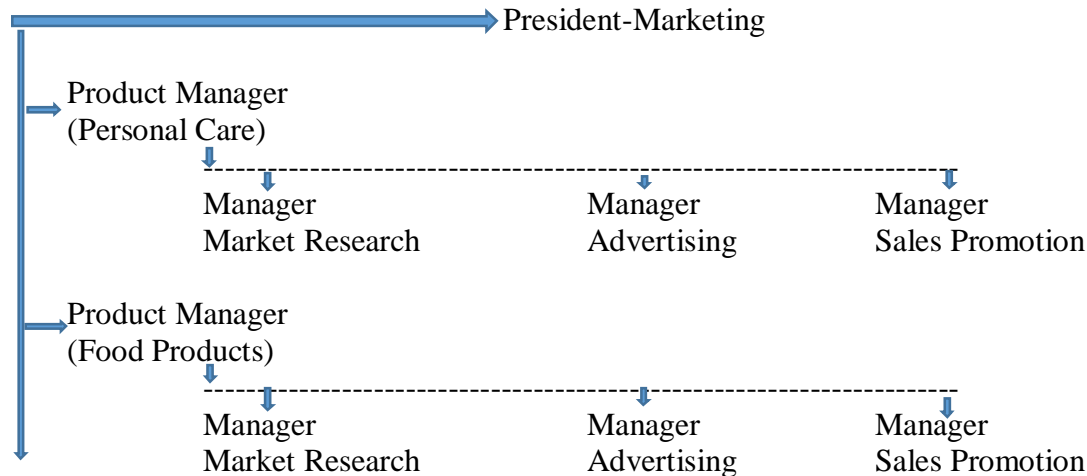 President-Marketing
Product Manager
(Personal Care)
Manager Manager Manager
Market Research Advertising Sales Promotion
Product Manager
(Food Products)
Manager Manager Manager
Market Research Advertising Sales Promotion